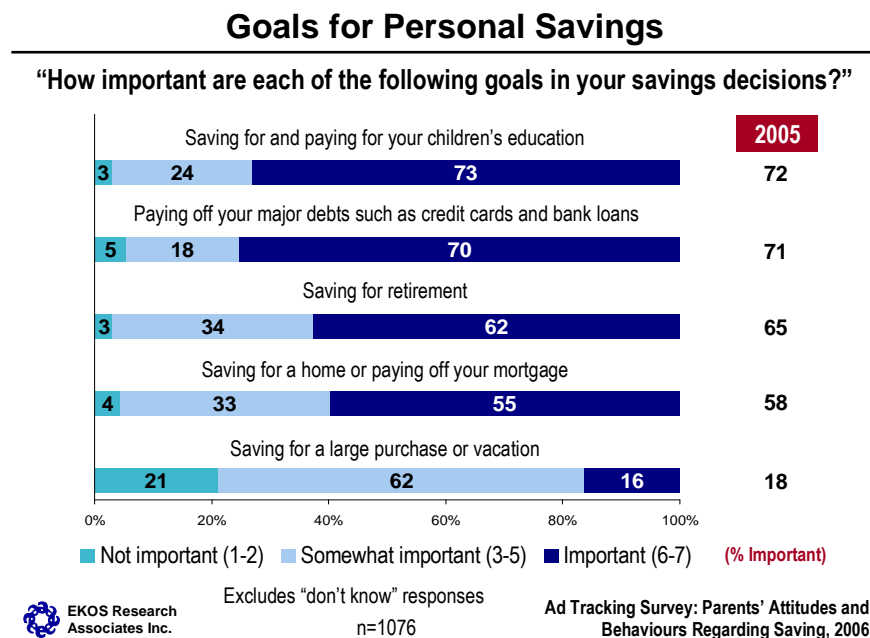 Goals for Personal Savings
“How important are each of the following goals in your savings decisions?”
2005
Saving for and paying for your children’s education
3 24 73 72
Paying off your major debts such as credit cards and bank loans
5 18 70 71
Saving for retirement
3 34 62 65
Saving for a home or paying off your mortgage
4 33 55 58
Saving for a large purchase or vacation
21 62 16 18
0% 20% 40% 60% 80% 100%
Not important (1-2) Somewhat important (3-5) Important (6-7) (% Important)
Excludes “don’t know” responses
n=1076
EKOS Research
Associates Inc.
Ad Tracking Survey: Parents’ Attitudes and
Behaviours Regarding Saving, 2006